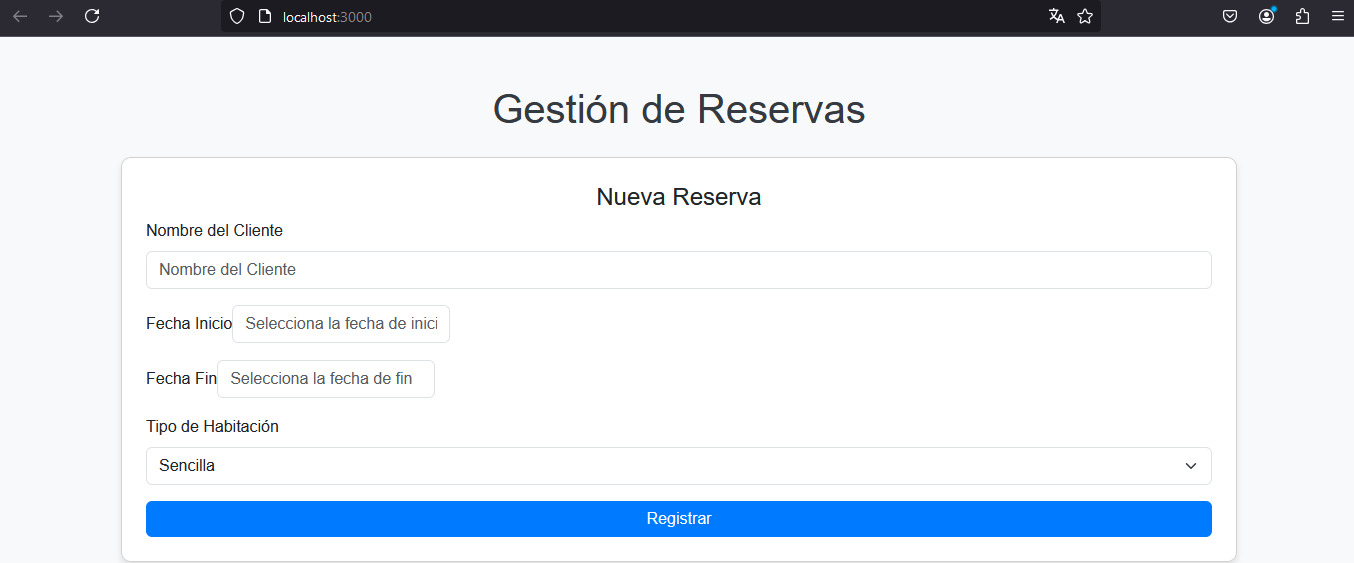 localhost:3000
Gestión de Reservas
Nueva Reserva
Nombre del Cliente
Nombre del Cliente
Fecha Inicio Selecciona la fecha de inici
Fecha Fin Selecciona la fecha de fin
Tipo de Habitación
Sencilla
Registrar